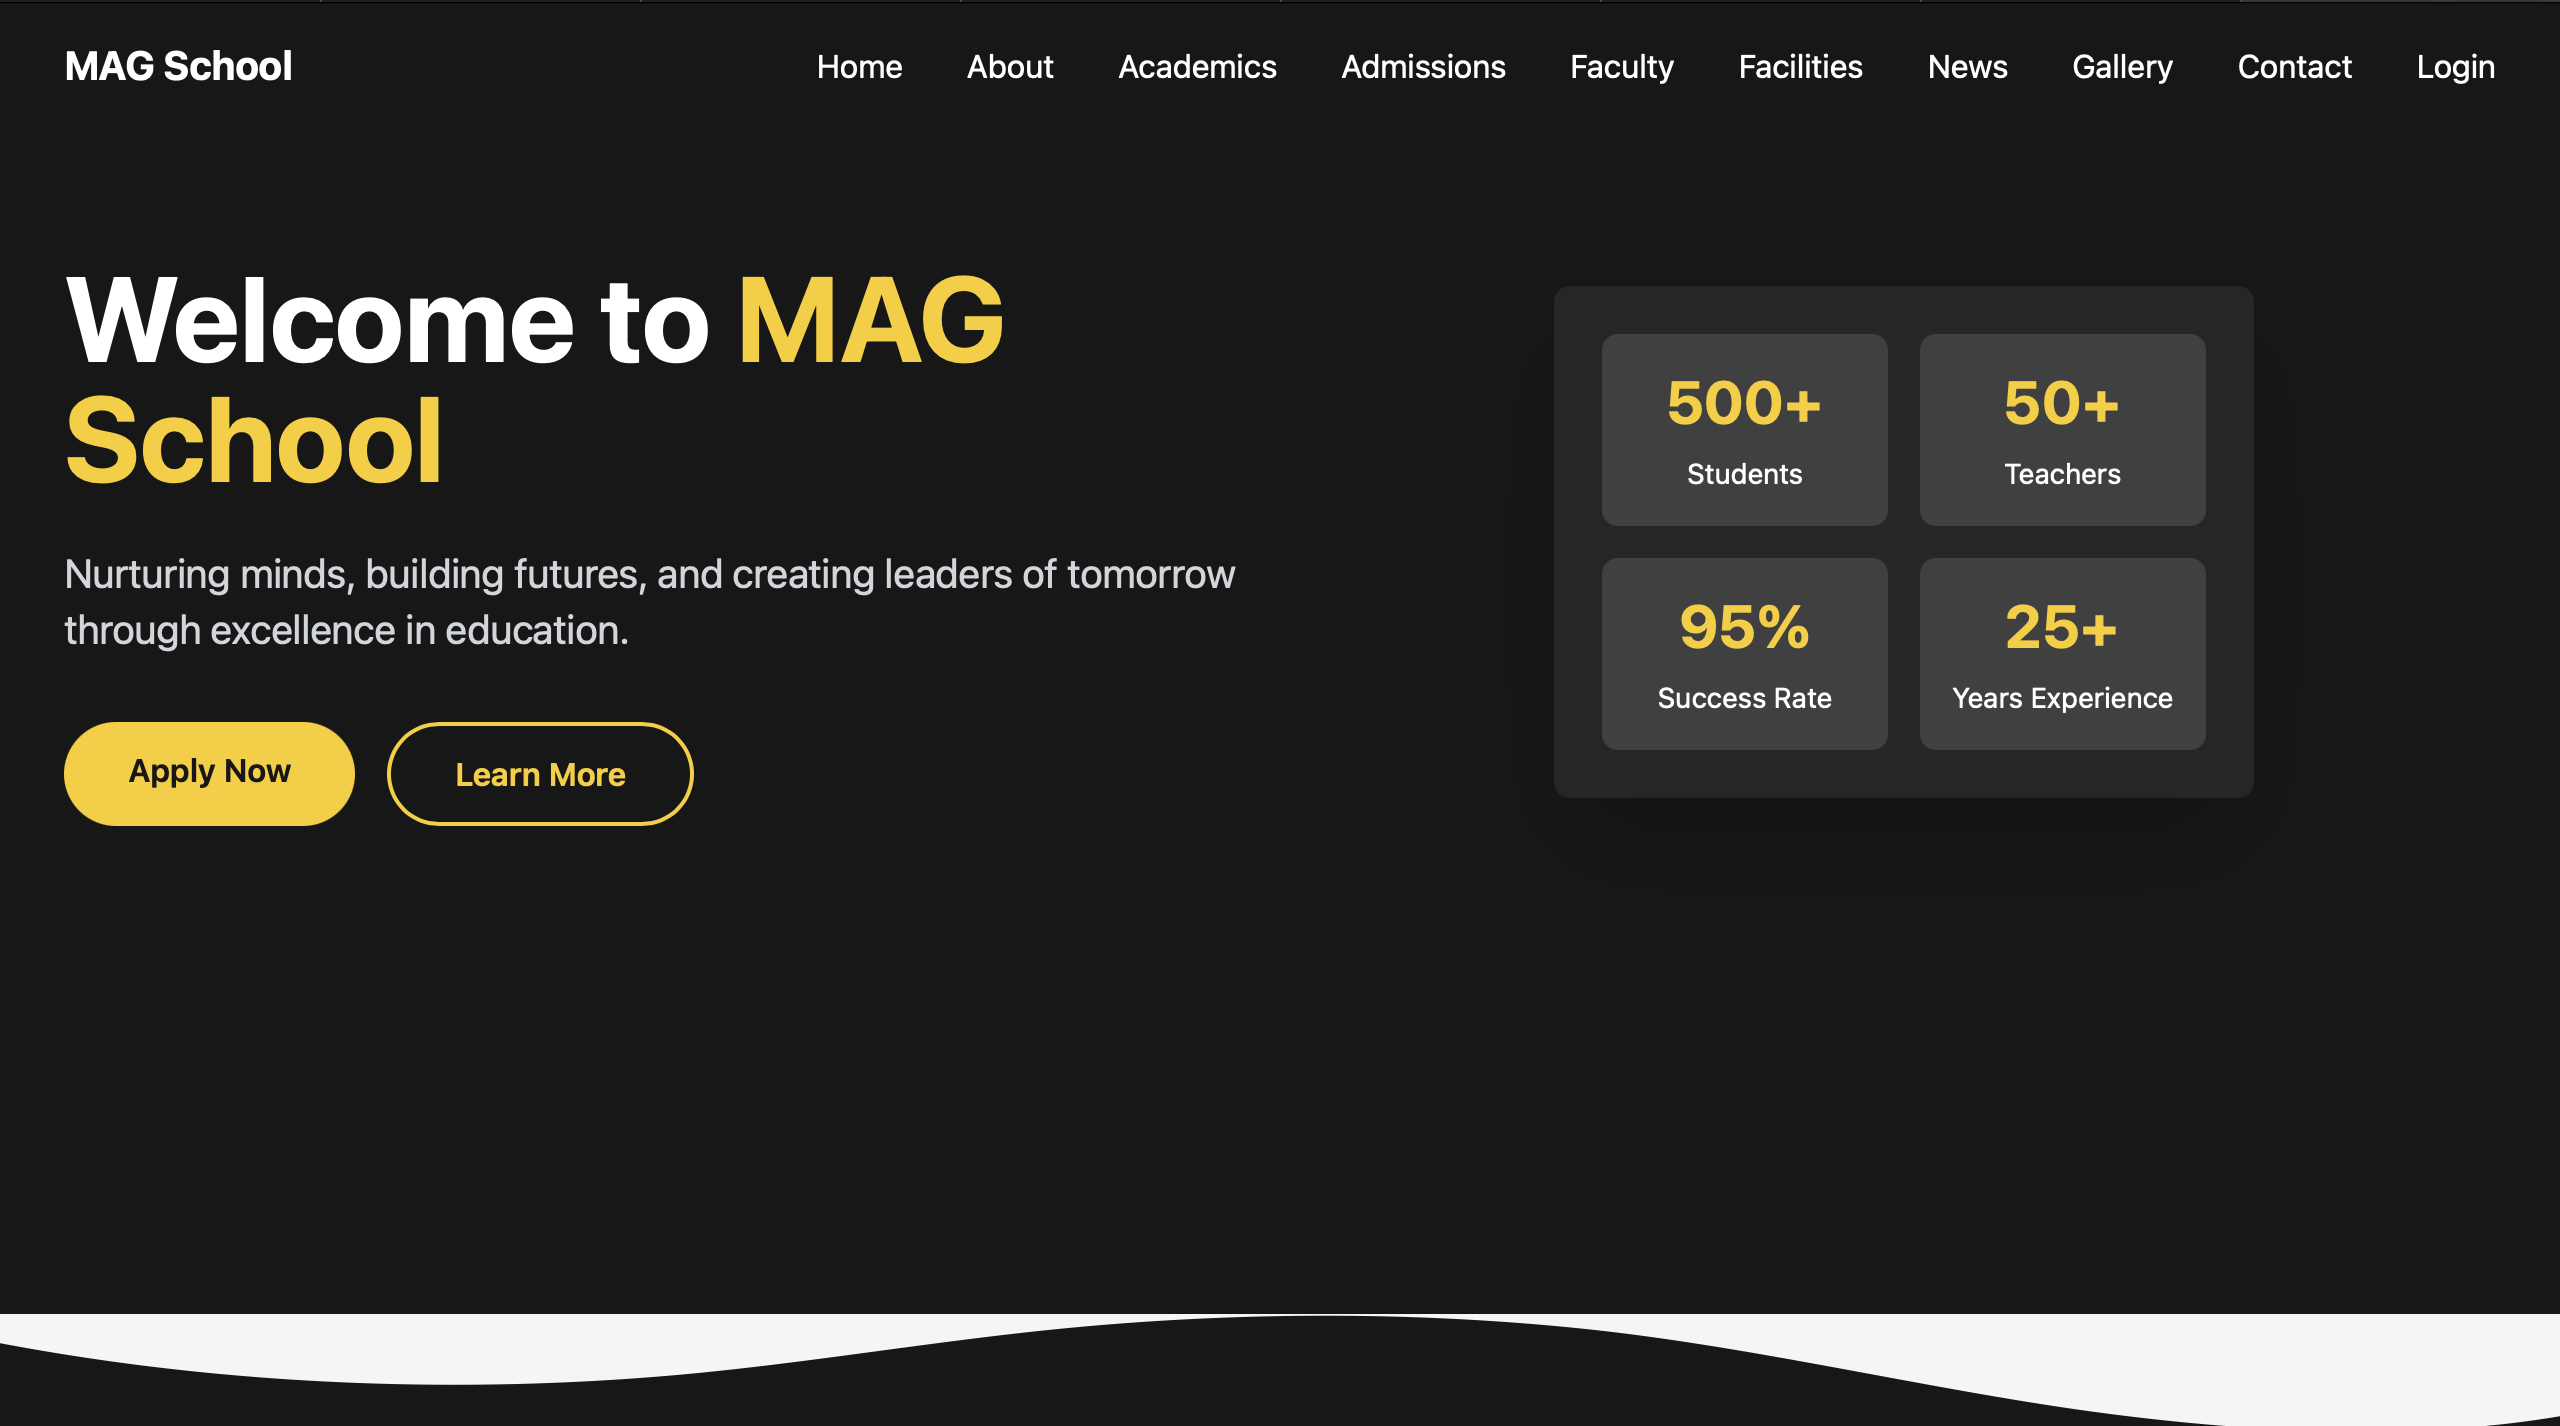 MAG School
Home About Academics Admissions Faculty Facilities News Gallery Contact Login
Welcome to MAG
School
Nurturing minds, building futures, and creating leaders of tomorrow
through excellence in education.
Apply Now
Learn More
500+
Students
50+
Teachers
95%
Success Rate
25+
Years Experience